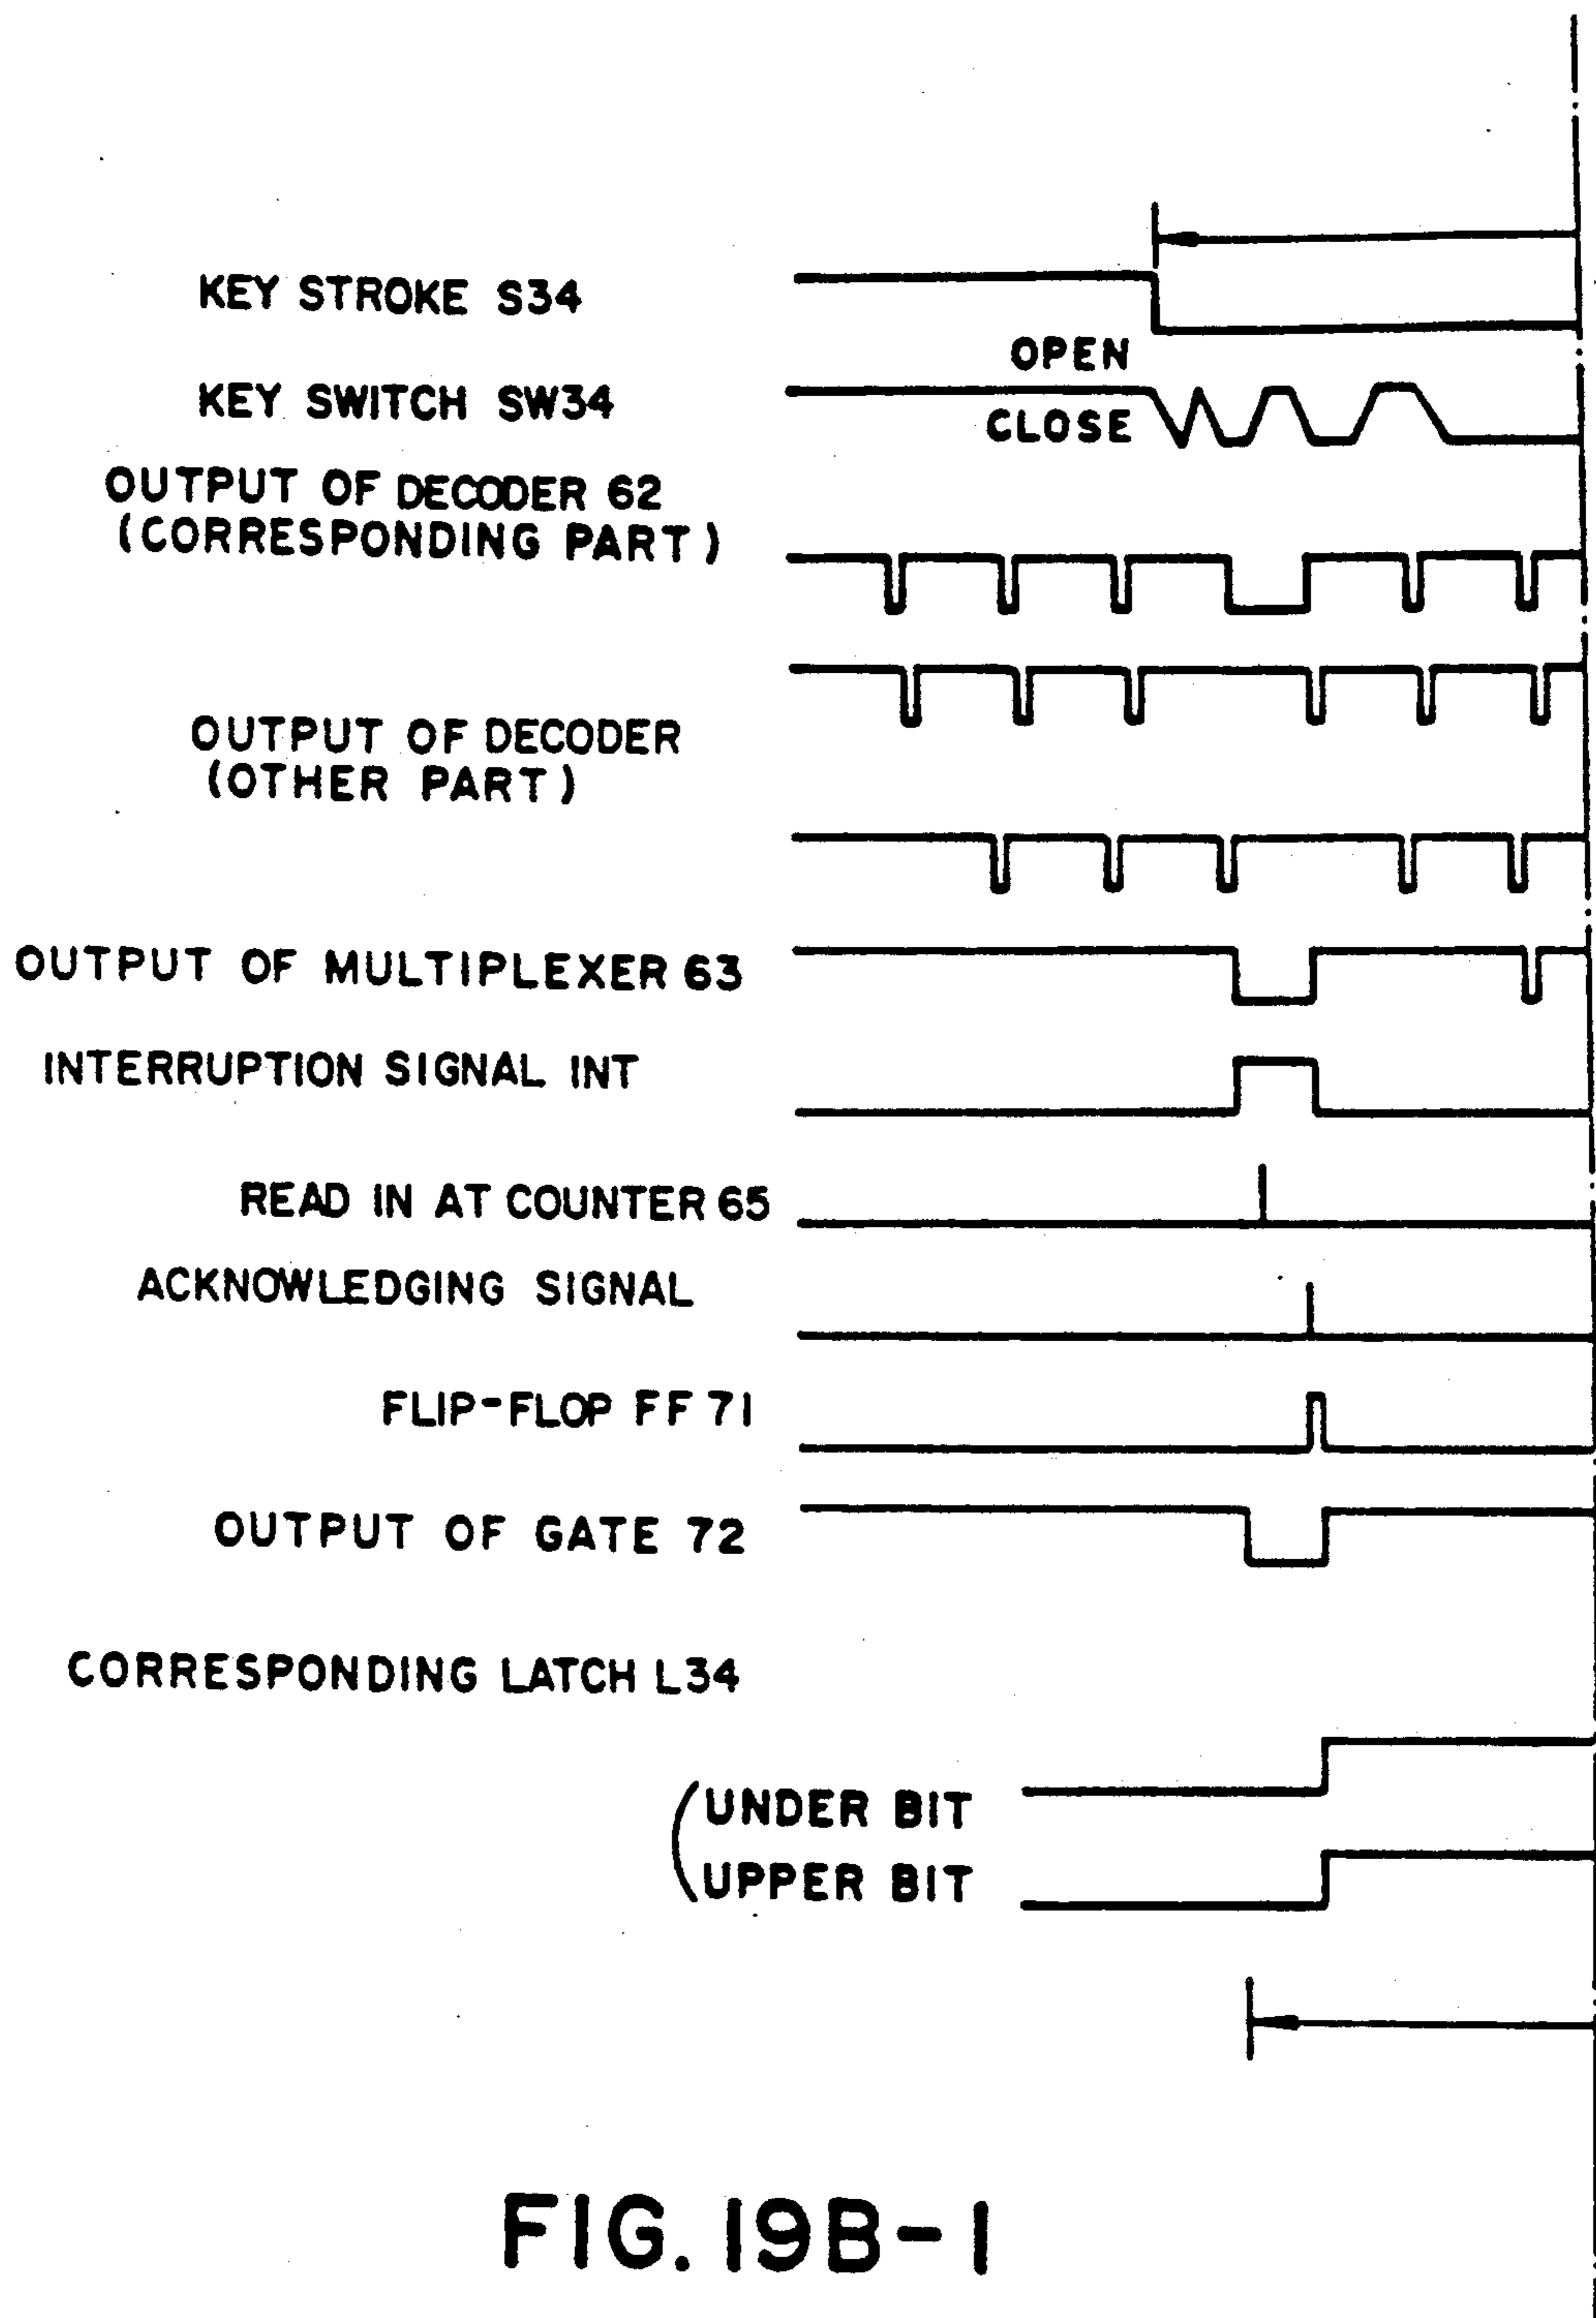 KEY STROKE S34
OPEN
KEY SWITCH SW34
CLOSE
OUTPUT OF DECODER 62
(CORRESPONDING PART)
OUTPUT OF DECODER
(OTHER PART)
OUTPUT OF MULTIPLEXER 63
INTERRUPTION SIGNAL INT
READ IN AT COUNTER 65
ACKNOWLEDGING SIGNAL
FLIP-FLOP FF 71
OUTPUT OF GATE 72
CORRESPONDING LATCH L34
(UNDER BIT
UPPER BIT
FIG. 19B-1